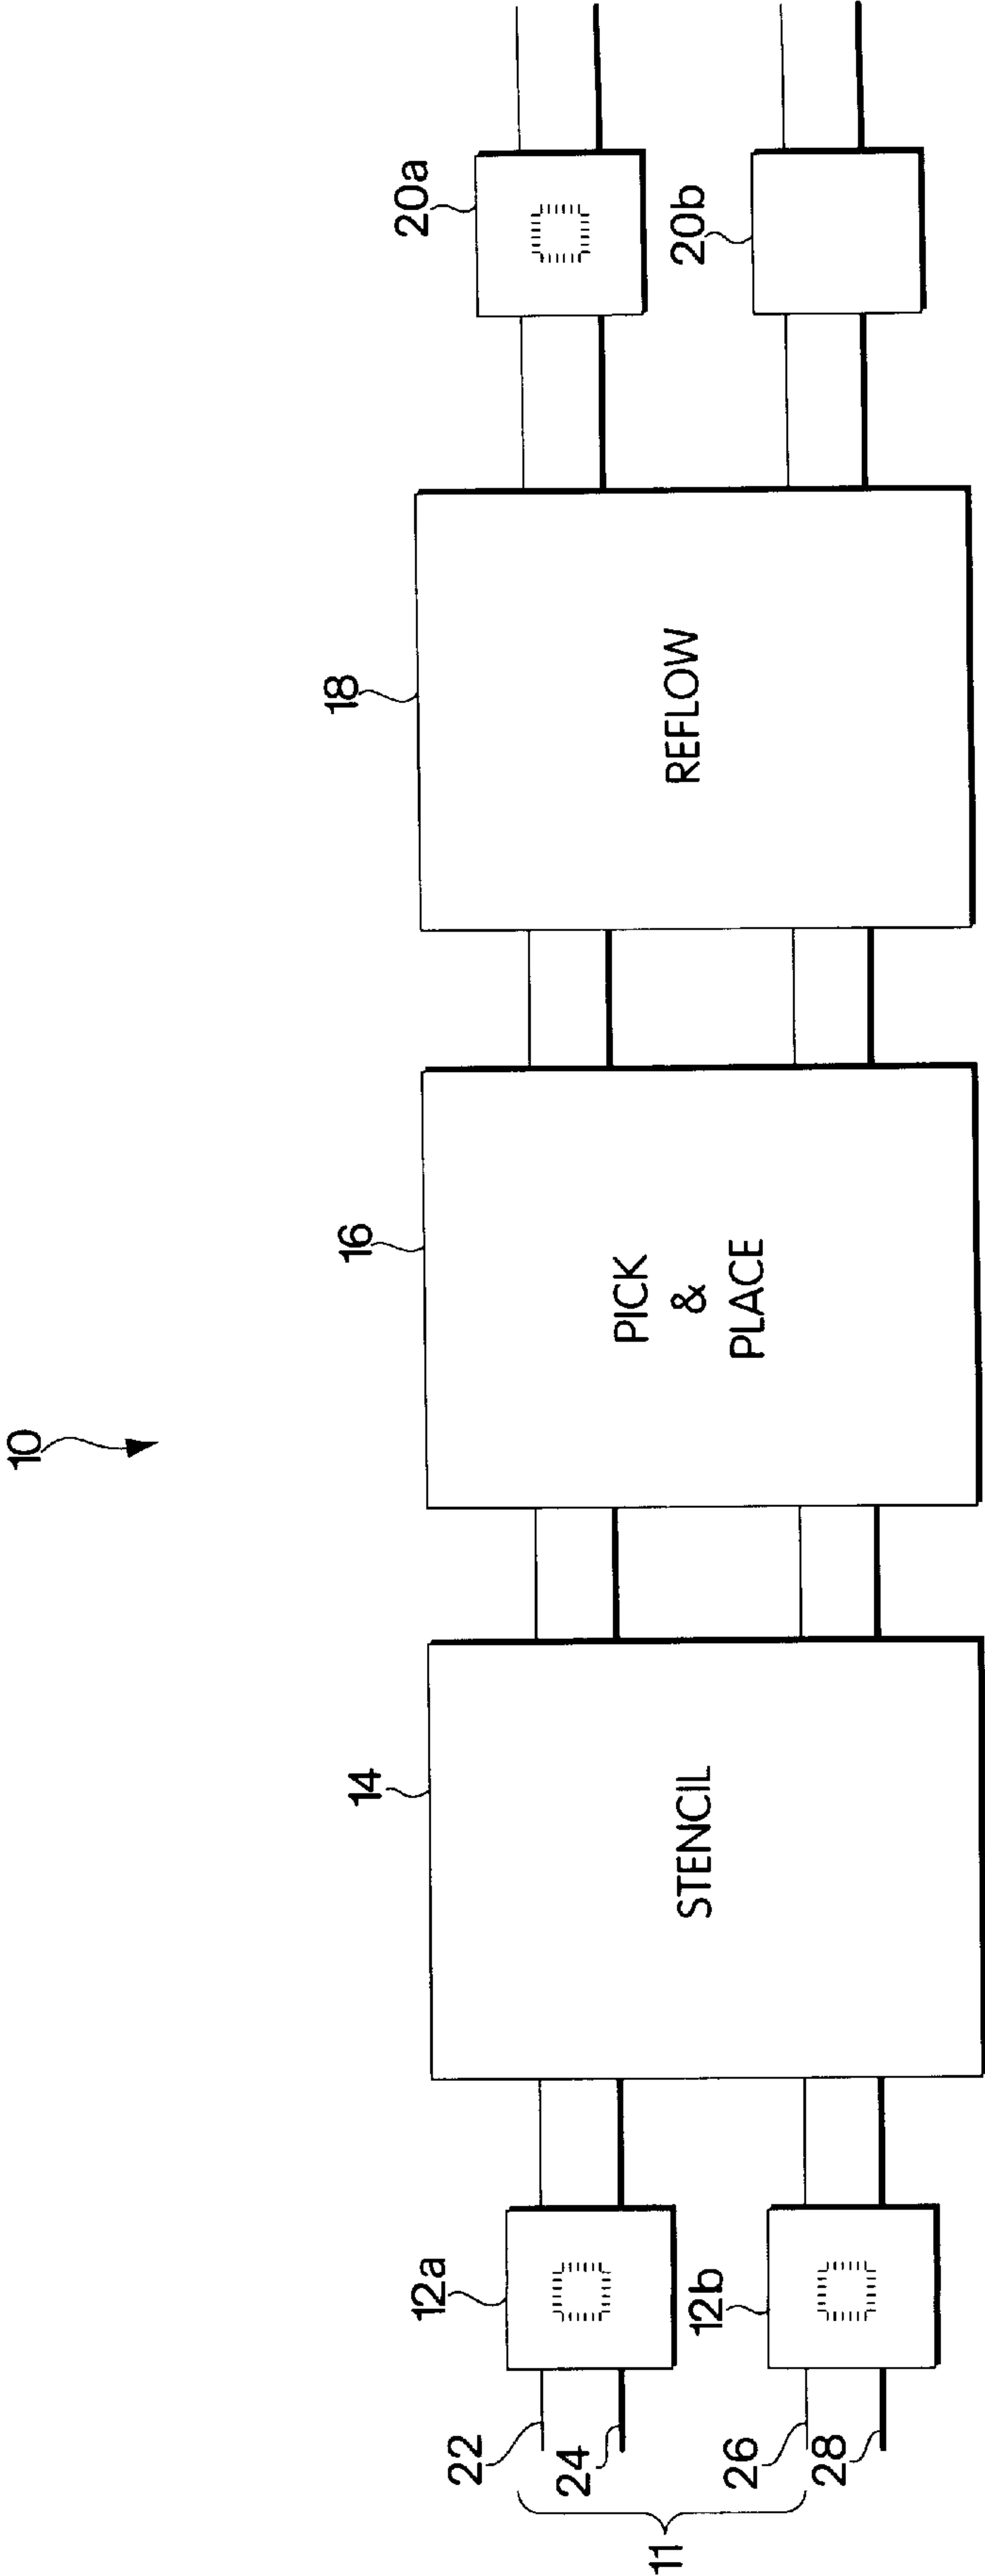 10
11
22
24
26
28
12a
12b
14
STENCIL
16
PICK
&
PLACE
18
REFLOW
20a
20b